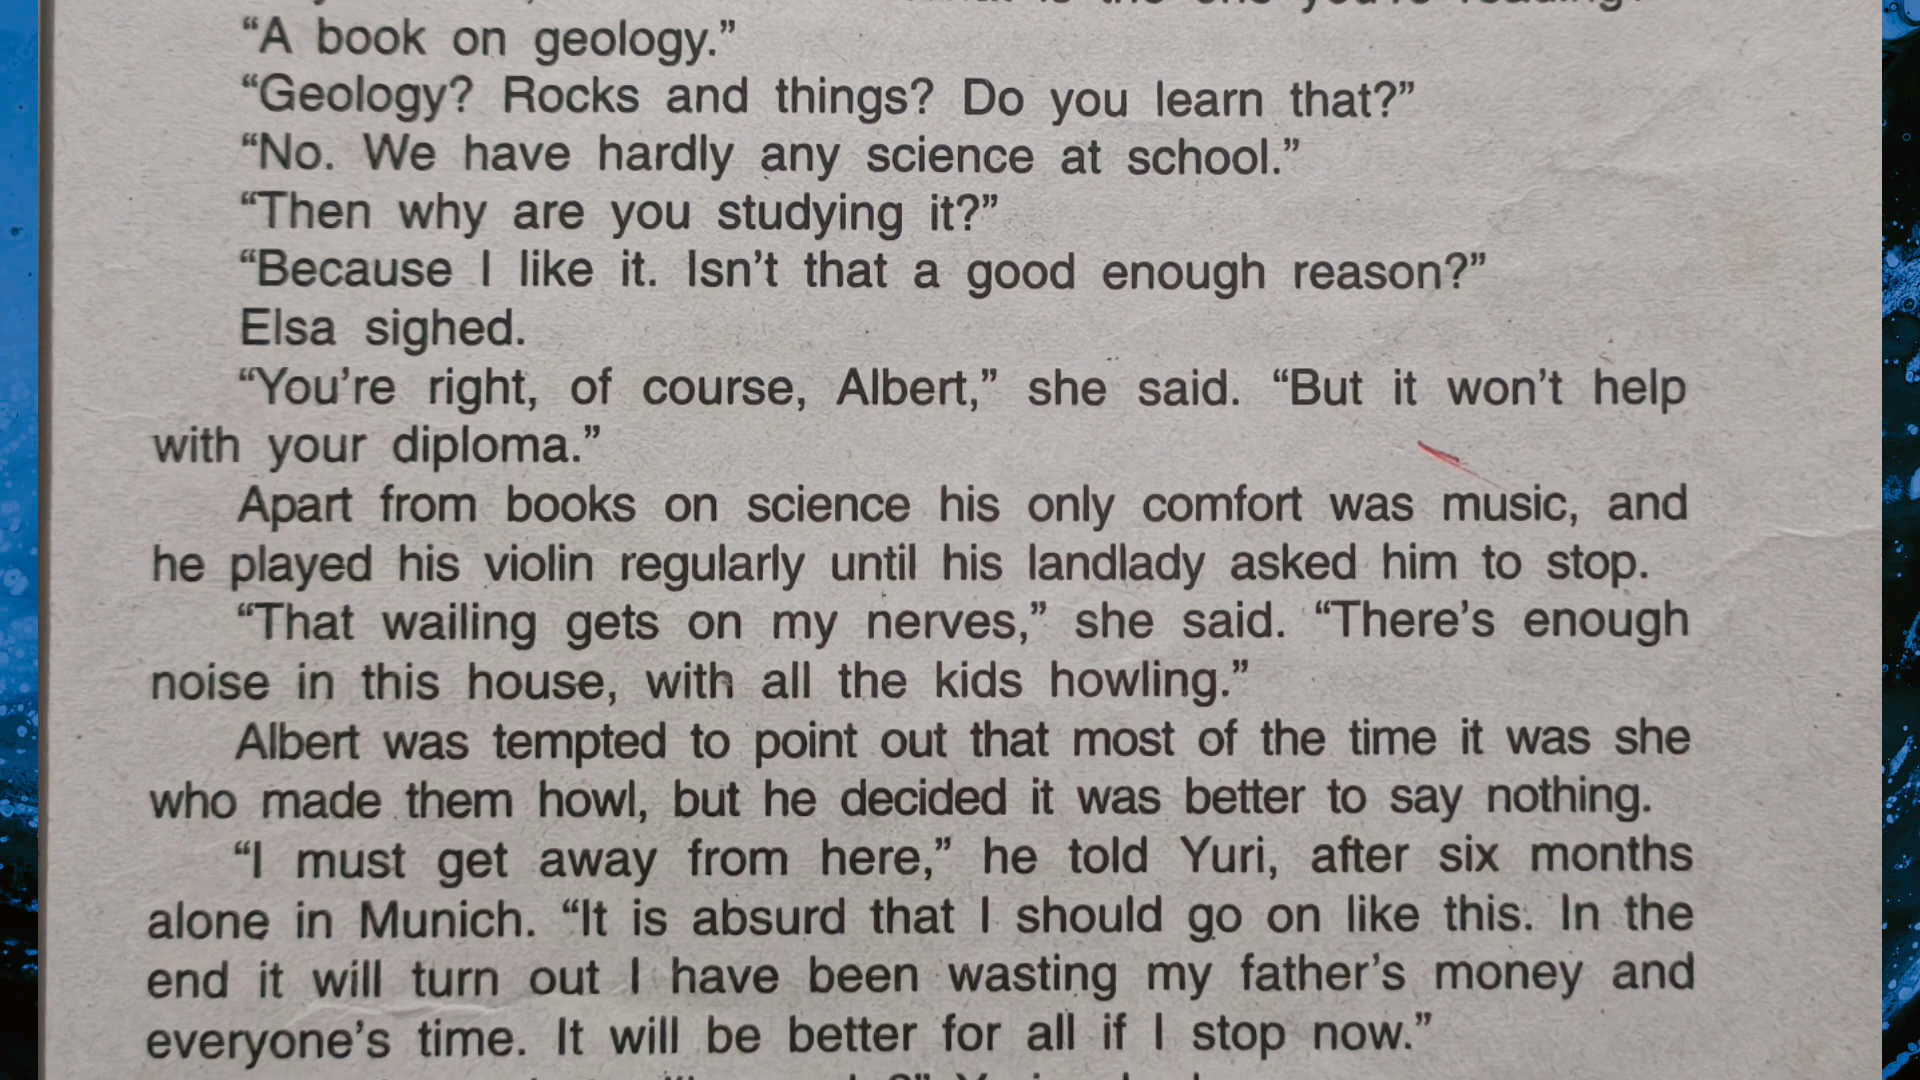 “A book on geology.”
“Geology? Rocks and things? Do you learn that?”
“No. We have hardly any science at school.”
“Then why are you studying it?”
“Because I like it. Isn’t that a good enough reason?”
Elsa sighed.
“You’re right, of course, Albert,” she said. “But it won’t help
with your diploma.”
Apart from books on science his only comfort was music, and
he played his violin regularly until his landlady asked him to stop.
“That wailing gets on my nerves,” she said. “There’s enough
noise in this house, with all the kids howling.”
Albert was tempted to point out that most of the time it was she
who made them howl, but he decided it was better to say nothing.
“I must get away from here,” he told Yuri, after six months
alone in Munich. “It is absurd that I should go on like this. In the
end it will turn out I have been wasting my father’s money and
everyone’s time. It will be better for all if I stop now.”